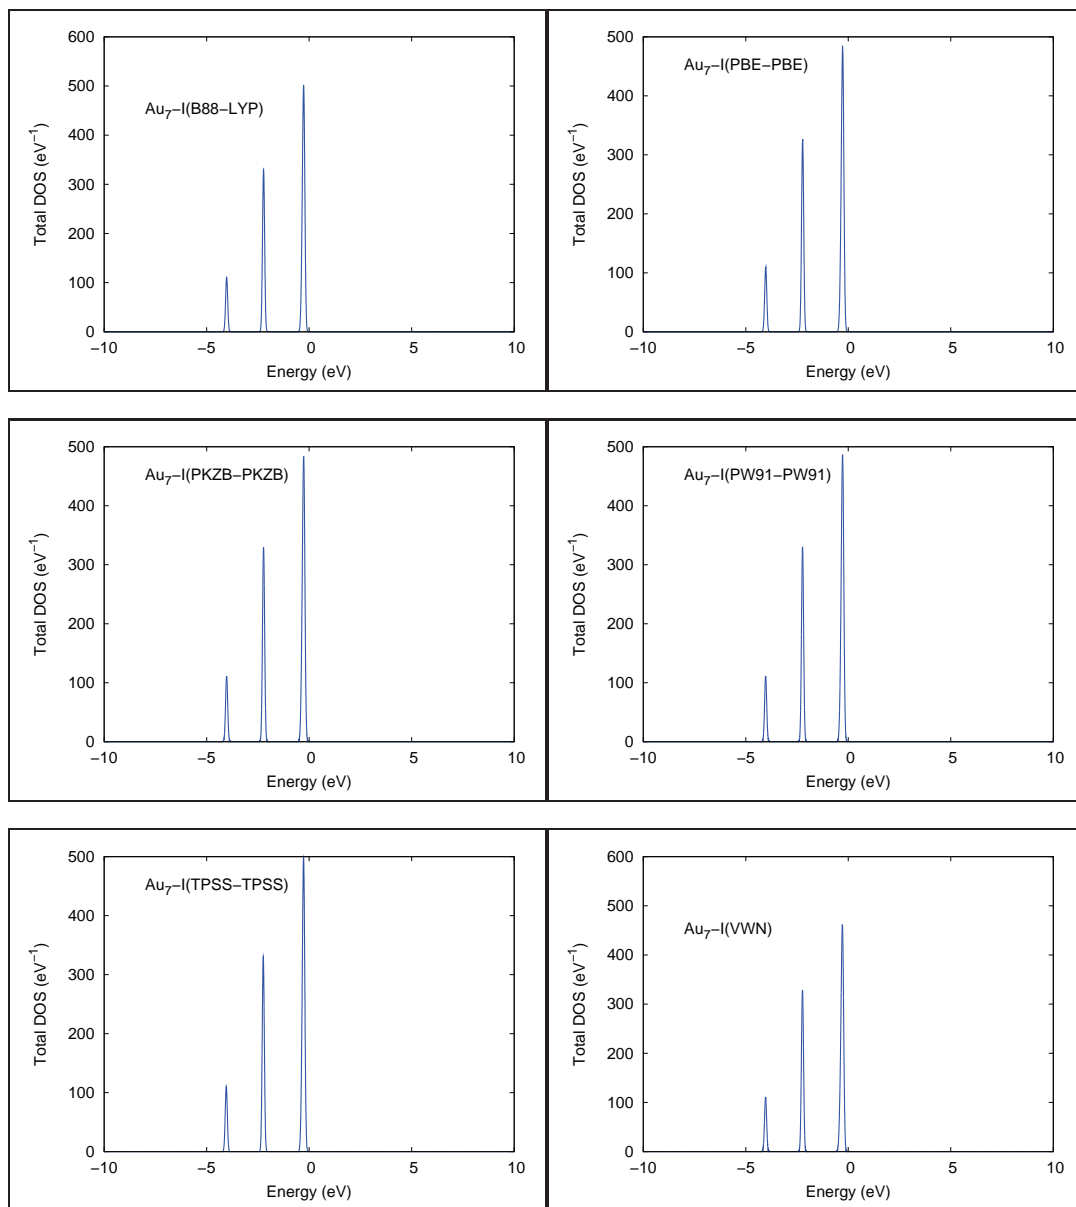 600
500
400
300
200
100
0
Total DOS (eV⁻¹)
Au₇−I(B88−LYP)
−10 −5 0 5 10
Energy (eV)
500
400
300
200
100
0
Total DOS (eV⁻¹)
Au₇−I(PBE−PBE)
−10 −5 0 5 10
Energy (eV)
500
400
300
200
100
0
Total DOS (eV⁻¹)
Au₇−I(PKZB−PKZB)
−10 −5 0 5 10
Energy (eV)
500
400
300
200
100
0
Total DOS (eV⁻¹)
Au₇−I(PW91−PW91)
−10 −5 0 5 10
Energy (eV)
500
400
300
200
100
0
Total DOS (eV⁻¹)
Au₇−I(TPSS−TPSS)
−10 −5 0 5 10
Energy (eV)
600
500
400
300
200
100
0
Total DOS (eV⁻¹)
Au₇−I(VWN)
−10 −5 0 5 10
Energy (eV)